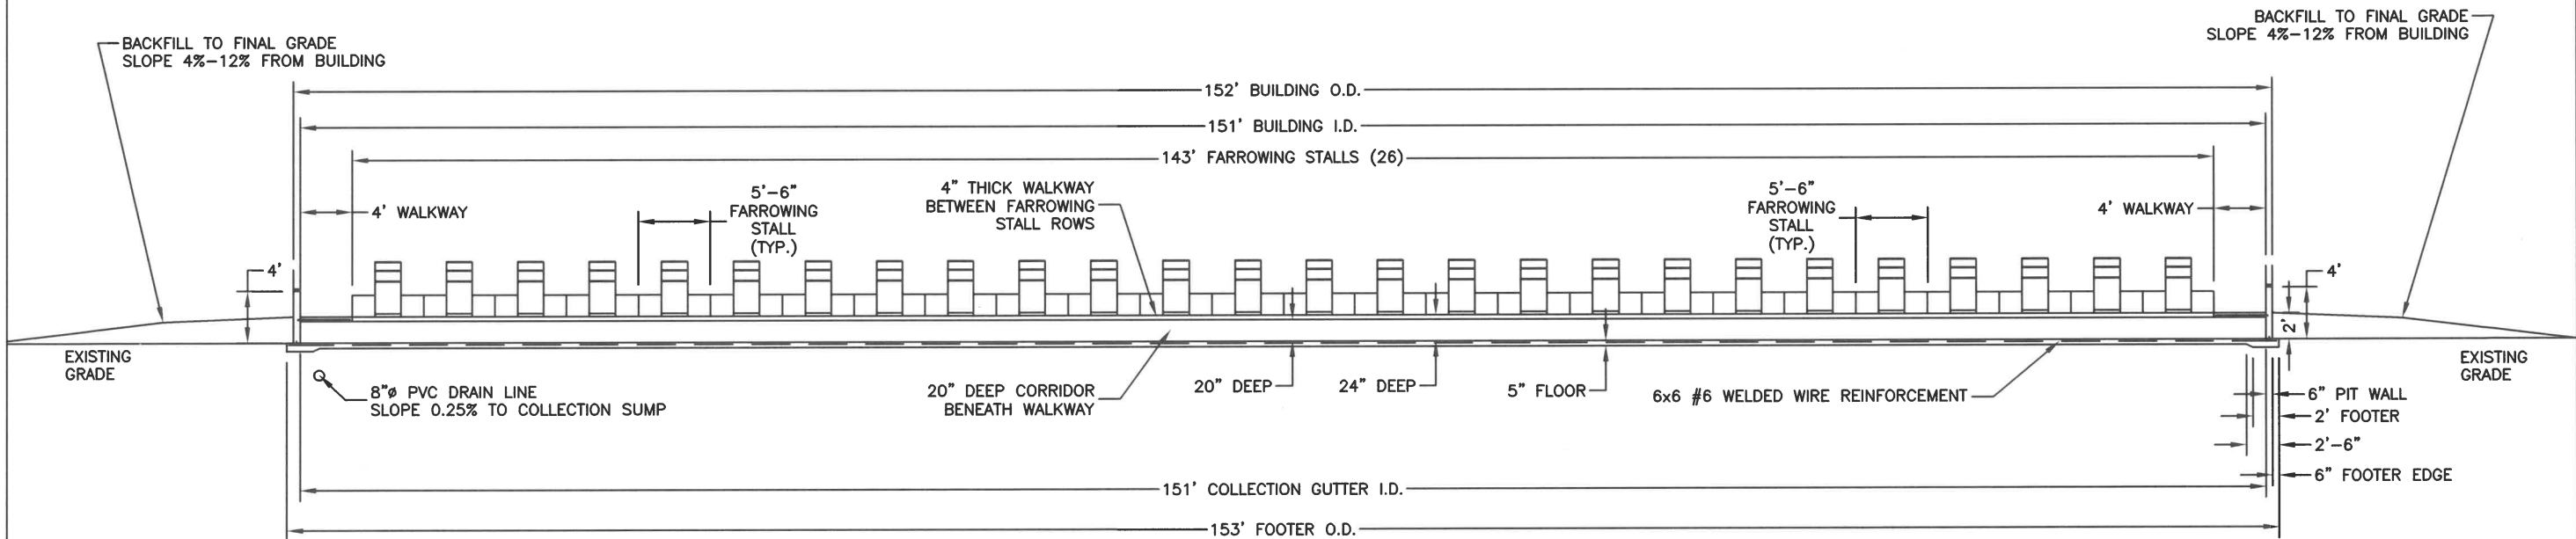 BACKFILL TO FINAL GRADE
SLOPE 4%-12% FROM BUILDING
BACKFILL TO FINAL GRADE
SLOPE 4%-12% FROM BUILDING
152' BUILDING O.D.
151' BUILDING I.D.
143' FARROWING STALLS (26)
4' WALKWAY
5'-6"
FARROWING
STALL
(TYP.)
4" THICK WALKWAY
BETWEEN FARROWING
STALL ROWS
5'-6"
FARROWING
STALL
(TYP.)
4' WALKWAY
4'
4'
2'
EXISTING
GRADE
EXISTING
GRADE
8"ø PVC DRAIN LINE
SLOPE 0.25% TO COLLECTION SUMP
20" DEEP CORRIDOR
BENEATH WALKWAY
20" DEEP
24" DEEP
5" FLOOR
6x6 #6 WELDED WIRE REINFORCEMENT
6" PIT WALL
2' FOOTER
2'-6"
6" FOOTER EDGE
151' COLLECTION GUTTER I.D.
153' FOOTER O.D.